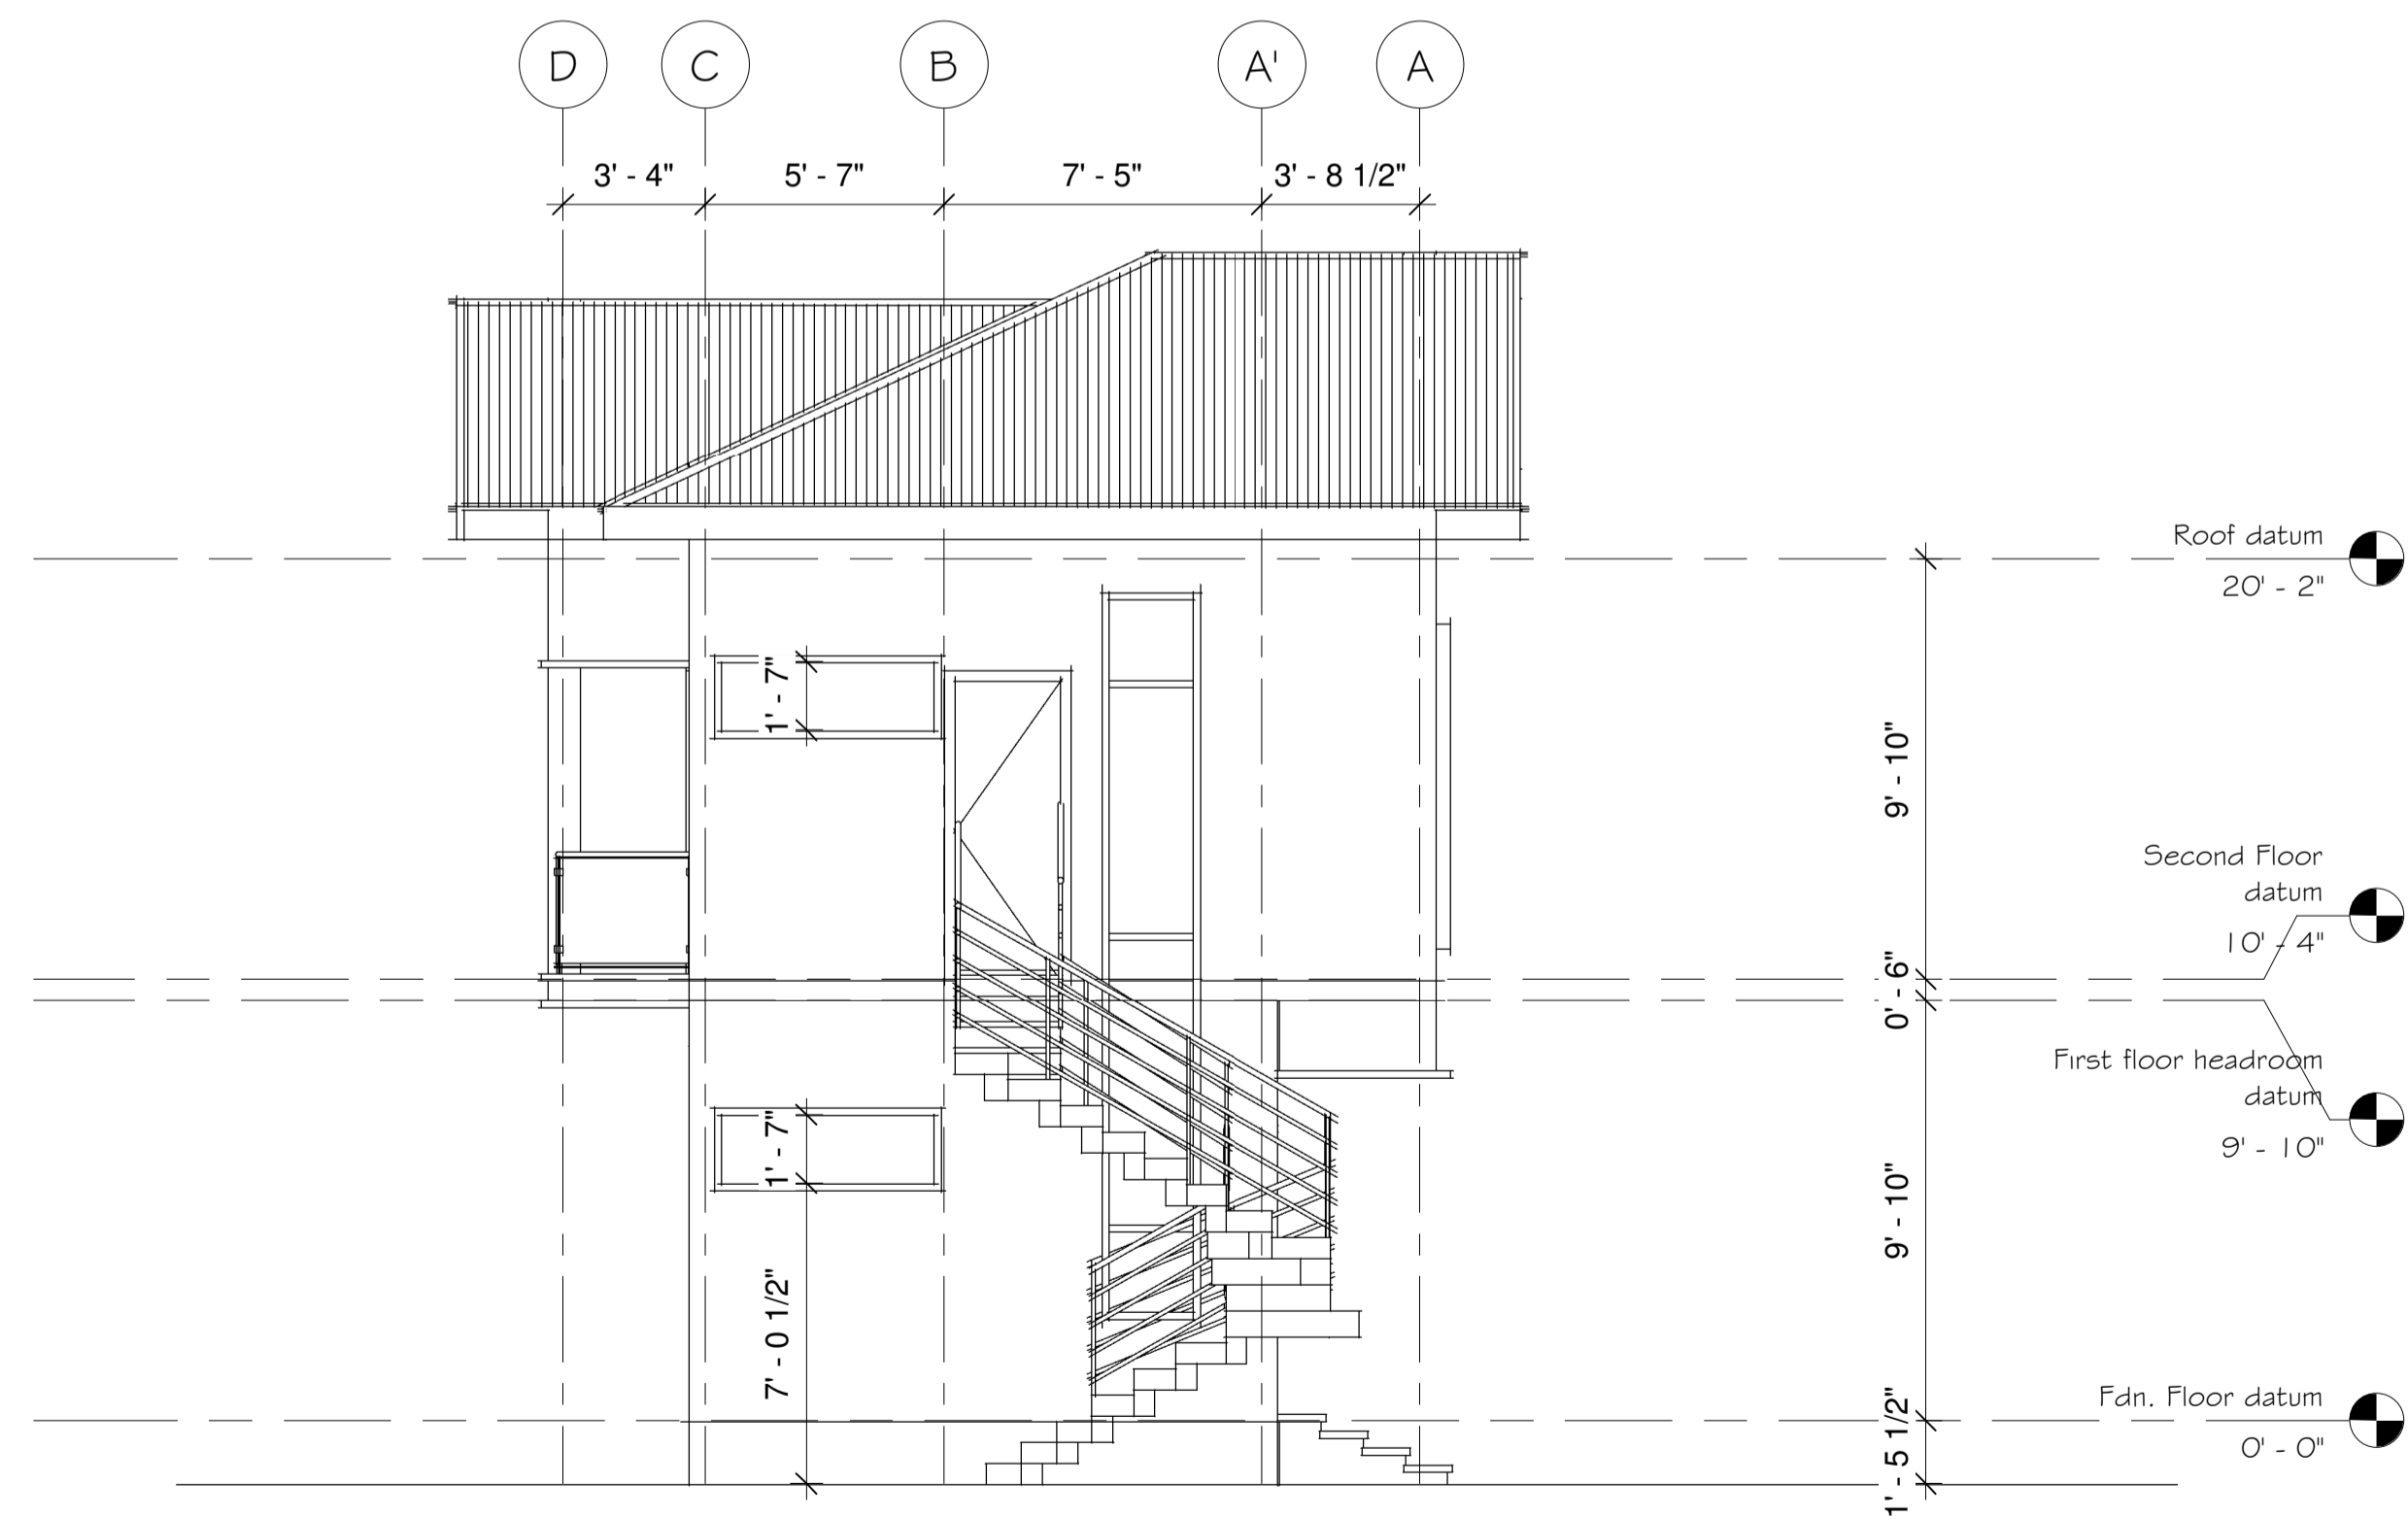 D C B A' A
3' - 4" 5' - 7" 7' - 5" 3' - 8 1/2"
Roof datum
20' - 2"
1' - 7"
9' - 10"
Second Floor
datum
10' - 4"
0' - 6"
First floor headroom
datum
9' - 10"
1' - 7"
9' - 10"
7' - 0 1/2"
Fdn. Floor datum
0' - 0"
1' - 5 1/2"